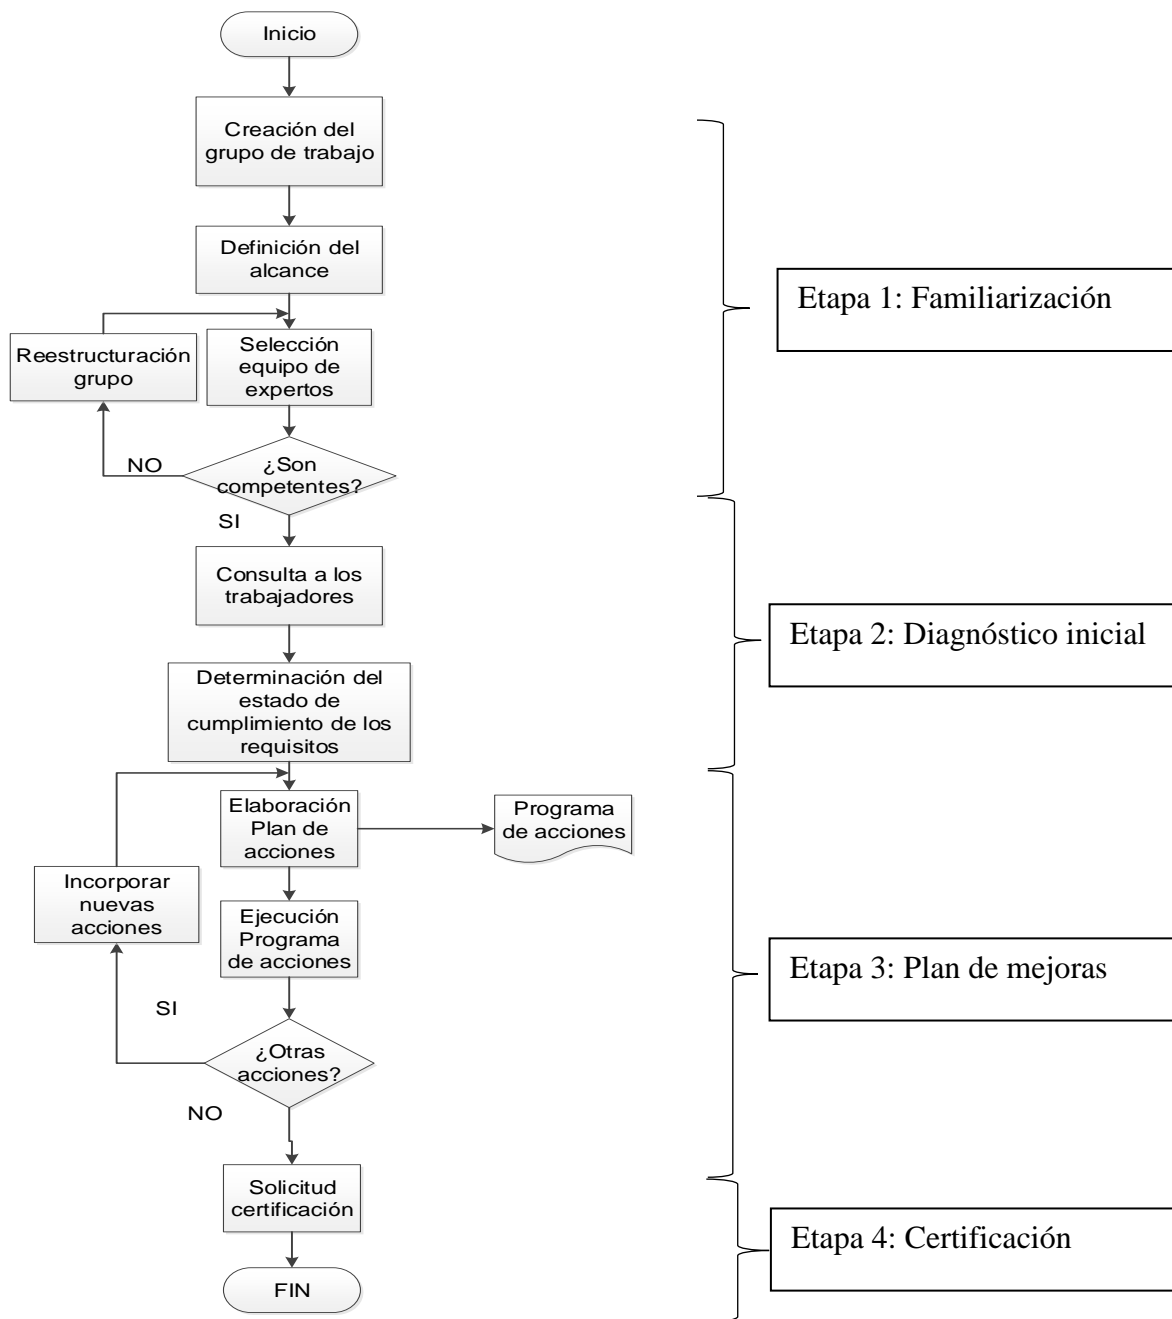 Inicio
Creación del
grupo de trabajo
Definición del
alcance
Etapa 1: Familiarización
Reestructuración
grupo
Selección
equipo de
expertos
¿Son
competentes?
NO
SI
Consulta a los
trabajadores
Etapa 2: Diagnóstico inicial
Determinación del
estado de
cumplimiento de los
requisitos
Elaboración
Plan de
acciones
Programa
de acciones
Incorporar
nuevas
acciones
Ejecución
Programa
de acciones
Etapa 3: Plan de mejoras
SI
¿Otras
acciones?
NO
Solicitud
certificación
Etapa 4: Certificación
FIN